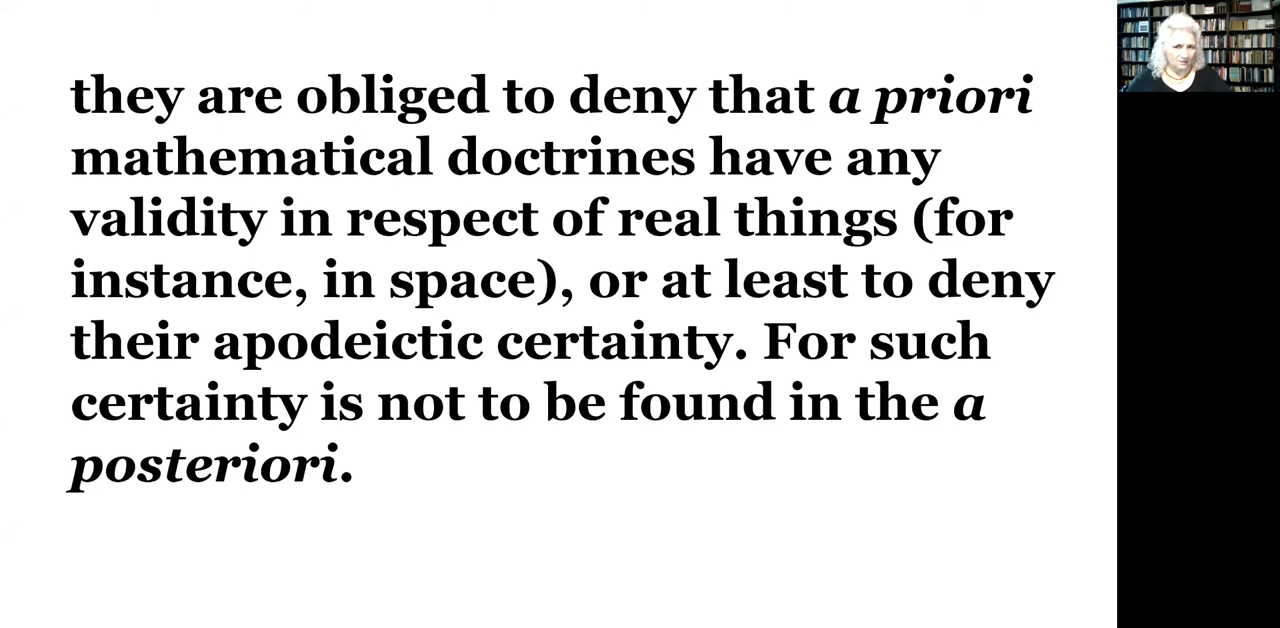 they are obliged to deny that a priori
mathematical doctrines have any
validity in respect of real things (for
instance, in space), or at least to deny
their apodeictic certainty. For such
certainty is not to be found in the a
posteriori.